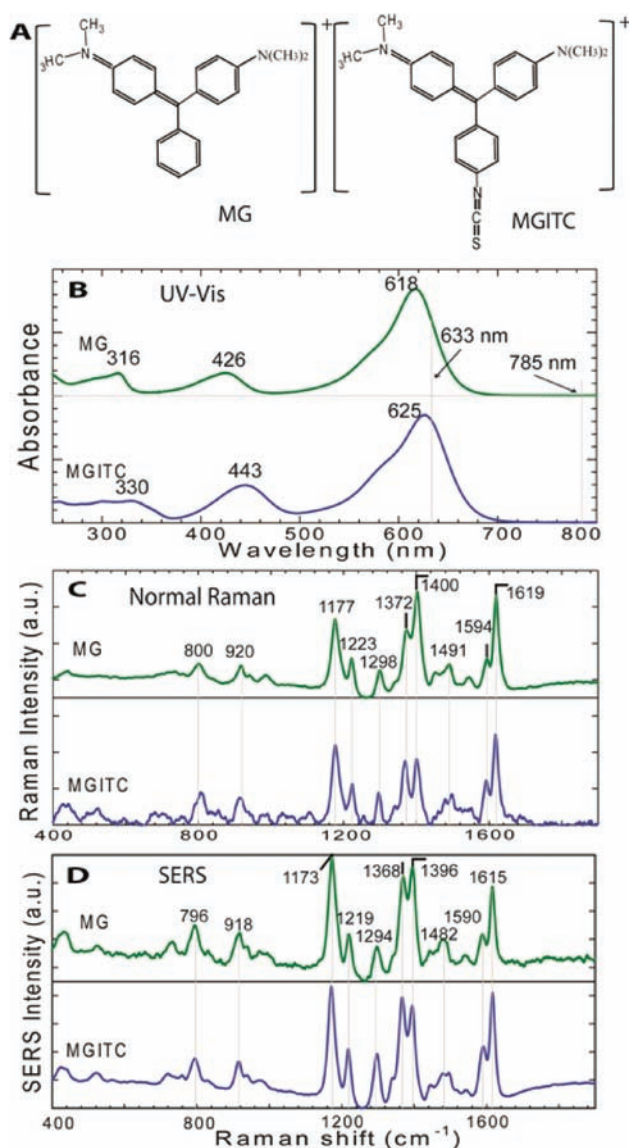 A
CH3
+
+
CH3
3HC
N
N(CH3)2
3HC
N
N(CH3)2
MG
N
C
S
MGITC
B
UV-Vis
618
MG
316
426
633 nm
785 nm
625
MGITC
330
443
Absorbance
300
400
500
600
700
800
Wavelength (nm)
C
Normal Raman
1400
1619
1177
1372
MG
800
920
1223
1298
1491
1594
MGITC
Raman Intensity (a.u.)
400
800
1200
1600
D
SERS
1173
1368
1396
1615
MG
796
918
1219
1294
1482
1590
MGITC
SERS Intensity (a.u.)
400
800
1200
1600
Raman shift (cm⁻¹)